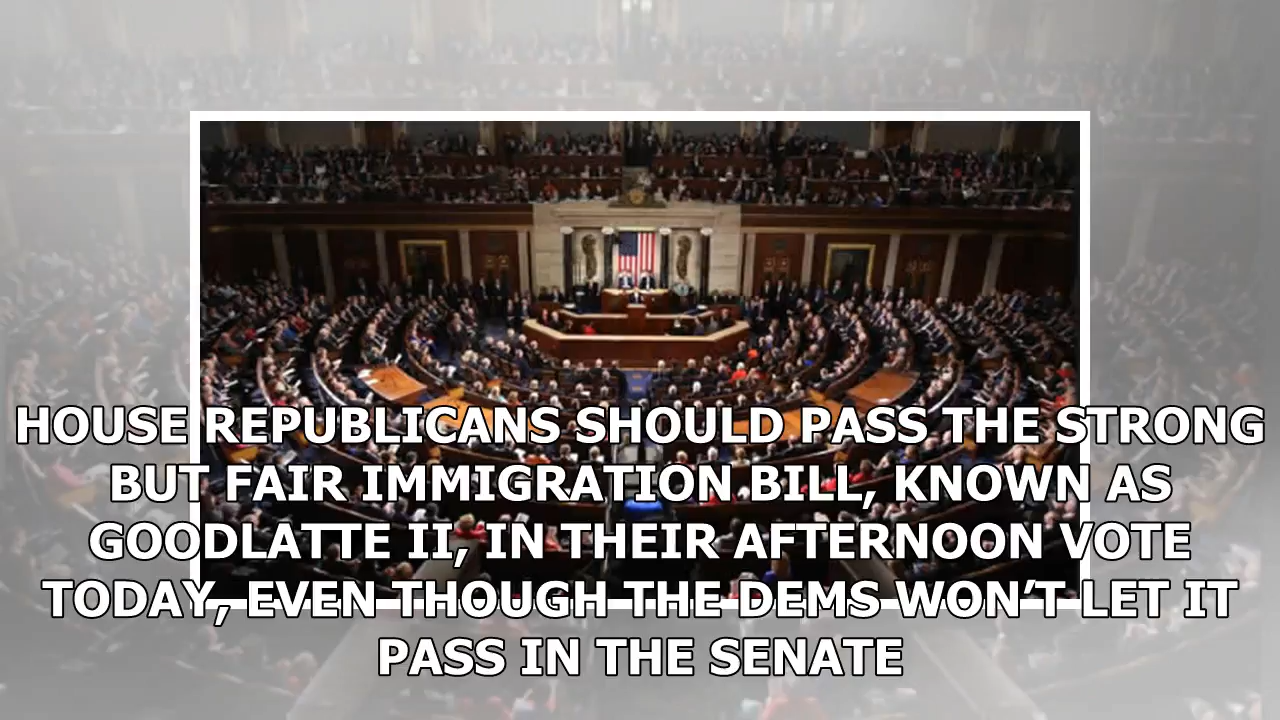 HOUSE REPUBLICANS SHOULD PASS THE STRONG
BUT FAIR IMMIGRATION BILL, KNOWN AS
GOODLATTE II, IN THEIR AFTERNOON VOTE
TODAY, EVEN THOUGH THE DEMS WON’T LET IT
PASS IN THE SENATE